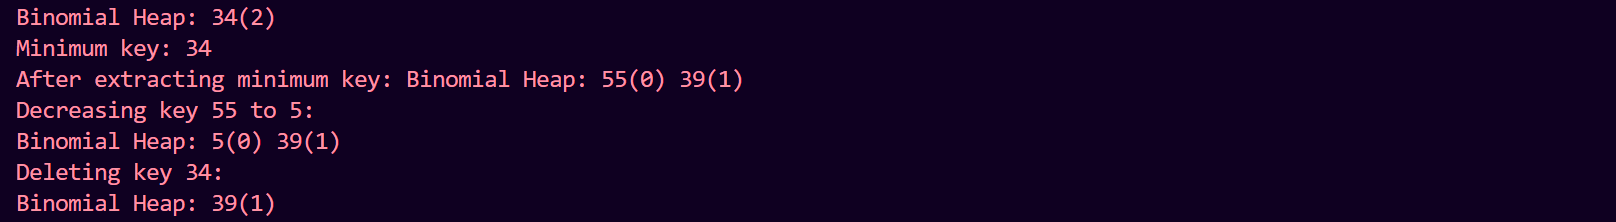 Binomial Heap: 34(2)
Minimum key: 34
After extracting minimum key: Binomial Heap: 55(0) 39(1)
Decreasing key 55 to 5:
Binomial Heap: 5(0) 39(1)
Deleting key 34:
Binomial Heap: 39(1)